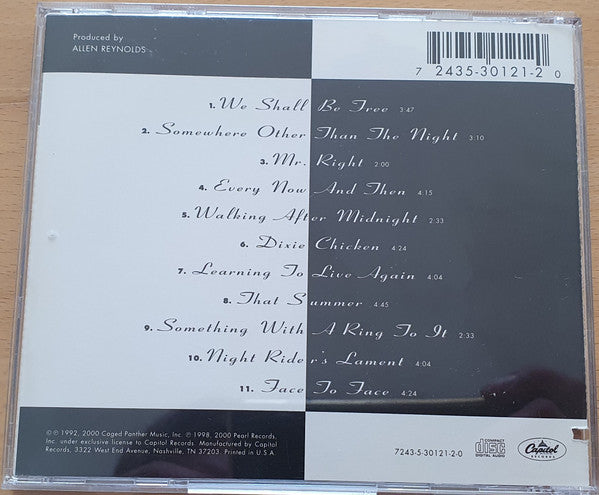 Produced by
ALLEN REYNOLDS
7 2435-30121-2 0
1. We Shall Be Free 3:47
2. Somewhere Other Than The Night 3:10
3. Mr. Right 2:00
4. Every Now And Then 4:15
5. Walking After Midnight 2:33
6. Dixie Chicken 4:24
7. Learning To Live Again 4:04
8. That Summer 4:45
9. Something With A Ring To It 2:33
10. Night Rider's Lament 4:04
11. Face To Face 4:24
© ℗ 1992, 2000 Caged Panther Music, Inc. ℗ 1998, 2000 Pearl Records,
Inc. under exclusive license to Capitol Records. Manufactured by Capitol
Records, 3322 West End Avenue, Nashville, TN 37203. Printed in U.S.A.
7243-5-30121-2-0
COMPACT
disc
DIGITAL AUDIO
Capitol
RECORDS